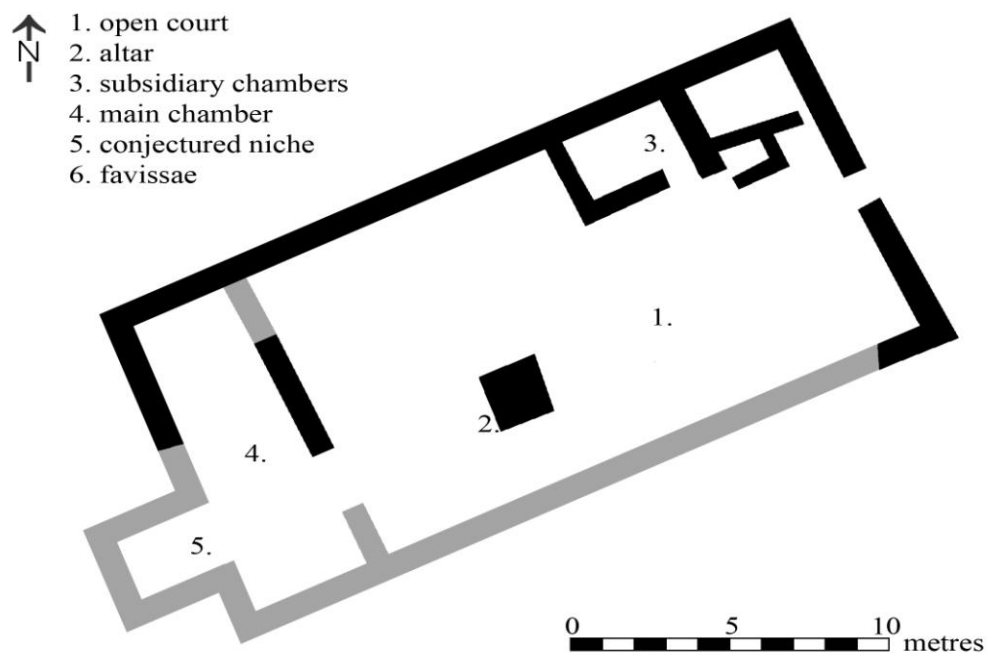 1. open court
2. altar
3. subsidiary chambers
4. main chamber
5. conjectured niche
6. favissae
N
3.
1.
2.
4.
5.
0 5 10
metres